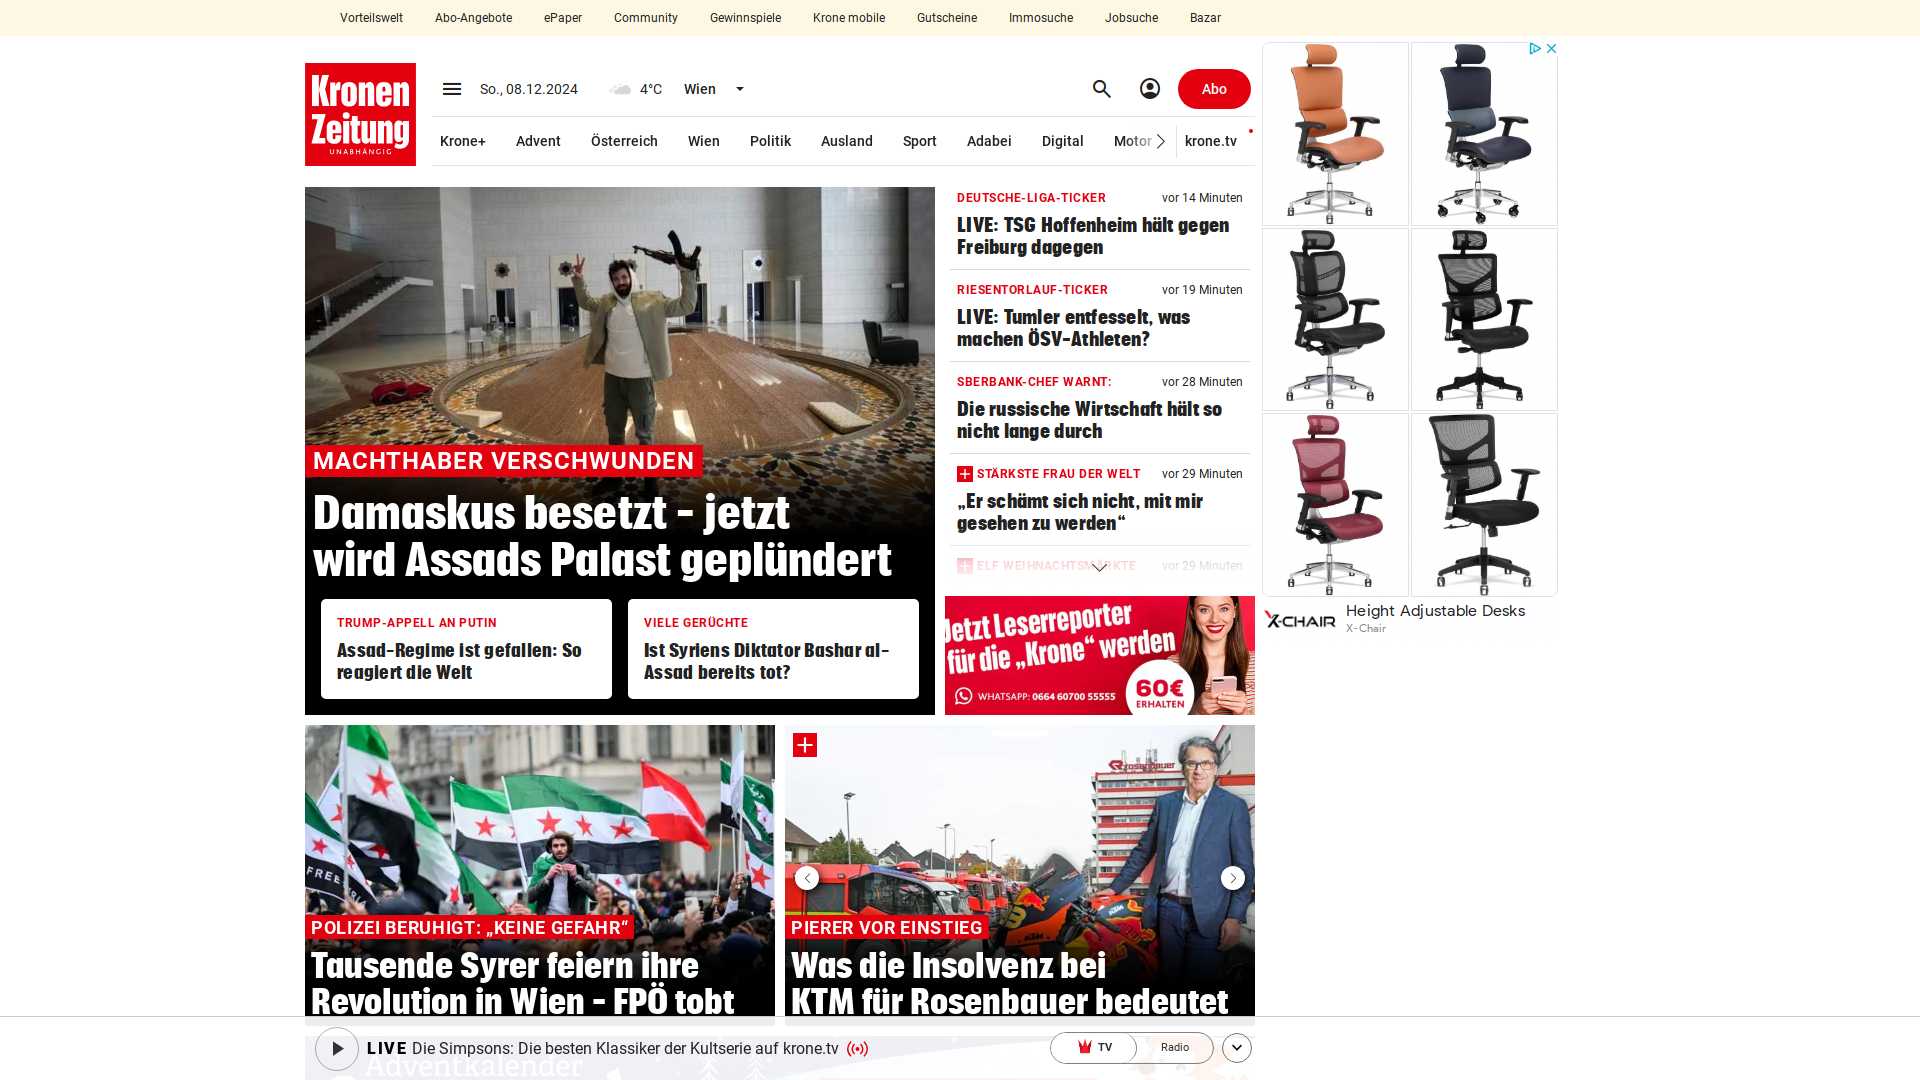 Vorteilswelt Abo-Angebote ePaper Community Gewinnspiele Krone mobile Gutscheine Immosuche Jobsuche Bazar
Kronen
Zeitung
UNABHÄNGIG
So., 08.12.2024 4°C Wien
Abo
Krone+ Advent Österreich Wien Politik Ausland Sport Adabei Digital Motor krone.tv
MACHTHABER VERSCHWUNDEN
Damaskus besetzt – jetzt
wird Assads Palast geplündert
TRUMP-APPELL AN PUTIN
Assad-Regime ist gefallen: So
reagiert die Welt
VIELE GERÜCHTE
Ist Syriens Diktator Bashar al-
Assad bereits tot?
DEUTSCHE-LIGA-TICKER vor 14 Minuten
LIVE: TSG Hoffenheim hält gegen
Freiburg dagegen
RIESENTORLAUF-TICKER vor 19 Minuten
LIVE: Tumler entfesselt, was
machen ÖSV-Athleten?
SBERBANK-CHEF WARNT: vor 28 Minuten
Die russische Wirtschaft hält so
nicht lange durch
STÄRKSTE FRAU DER WELT vor 29 Minuten
„Er schämt sich nicht, mit mir
gesehen zu werden“
ELF WEIHNACHTSMÄRKTE vor 29 Minuten
Jetzt Leserreporter
für die „Krone“ werden
WHATSAPP: 0664 60700 55555
60€
ERHALTEN
X-CHAIR
Height Adjustable Desks
X-Chair
FREE
POLIZEI BERUHIGT: „KEINE GEFAHR“
Tausende Syrer feiern ihre
Revolution in Wien – FPÖ tobt
rosenbauer
KTM
PIERER VOR EINSTIEG
Was die Insolvenz bei
KTM für Rosenbauer bedeutet
LIVE Die Simpsons: Die besten Klassiker der Kultserie auf krone.tv
TV Radio
Adventkalender